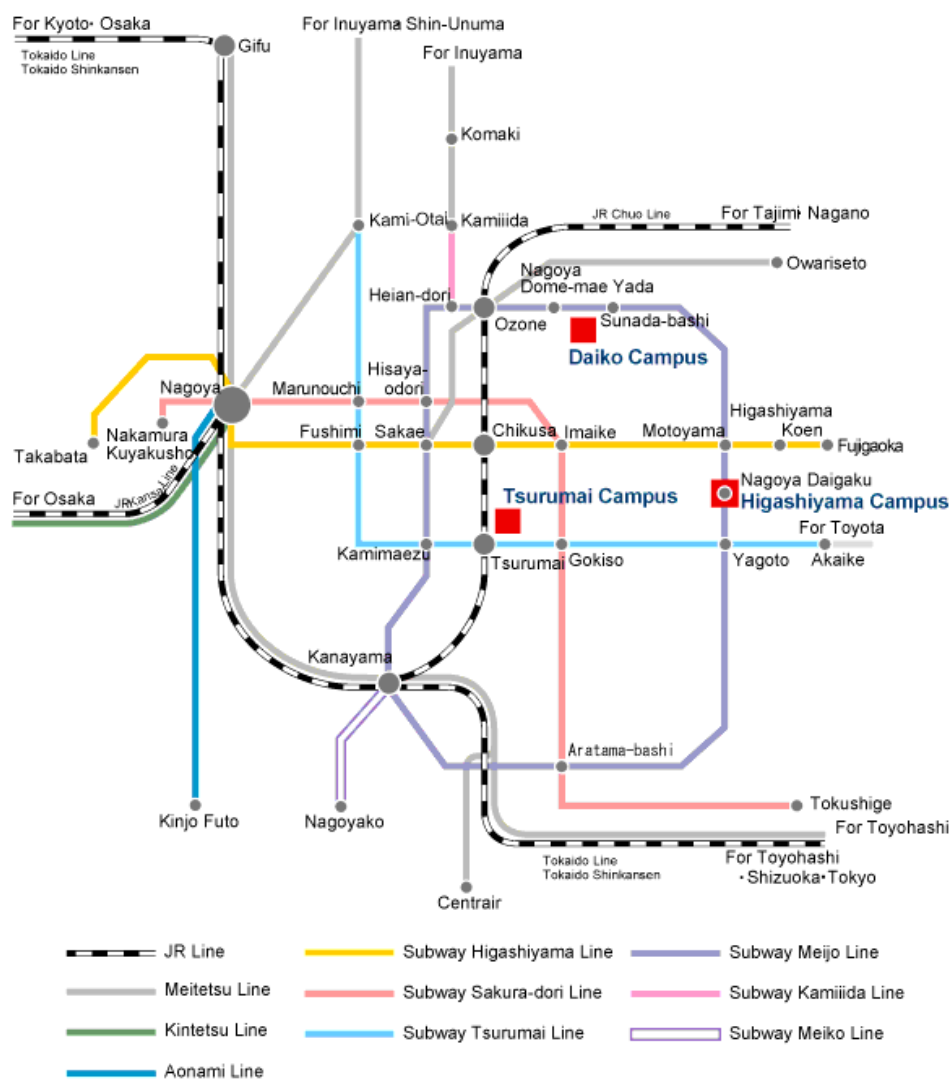 For Kyoto・Osaka
For Inuyama Shin-Unuma
Tokaido Line
Tokaido Shinkansen
Gifu
For Inuyama
Komaki
Kami-Otai
Kamiiida
JR Chuo Line
For Tajimi・Nagano
Owariseto
Nagoya
Dome-mae Yada
Heian-dori
Ozone
Sunada-bashi
Daiko Campus
Hisaya-
odori
Nagoya
Marunouchi
Higashiyama
Koen
Nakamura
Kuyakusho
Takabata
Fushimi
Sakae
Chikusa
Imaike
Motoyama
Fujigaoka
JR Kansai Line
For Osaka
Tsurumai Campus
Nagoya Daigaku
Higashiyama Campus
For Toyota
Kamimaezu
Tsurumai
Gokiso
Yagoto
Akaike
Kanayama
Aratama-bashi
Kinjo Futo
Nagoyako
Tokushige
For Toyohashi
Tokaido Line
Tokaido Shinkansen
For Toyohashi
・Shizuoka・Tokyo
Centrair
JR Line
Subway Higashiyama Line
Subway Meijo Line
Meitetsu Line
Subway Sakura-dori Line
Subway Kamiiida Line
Kintetsu Line
Subway Tsurumai Line
Subway Meiko Line
Aonami Line